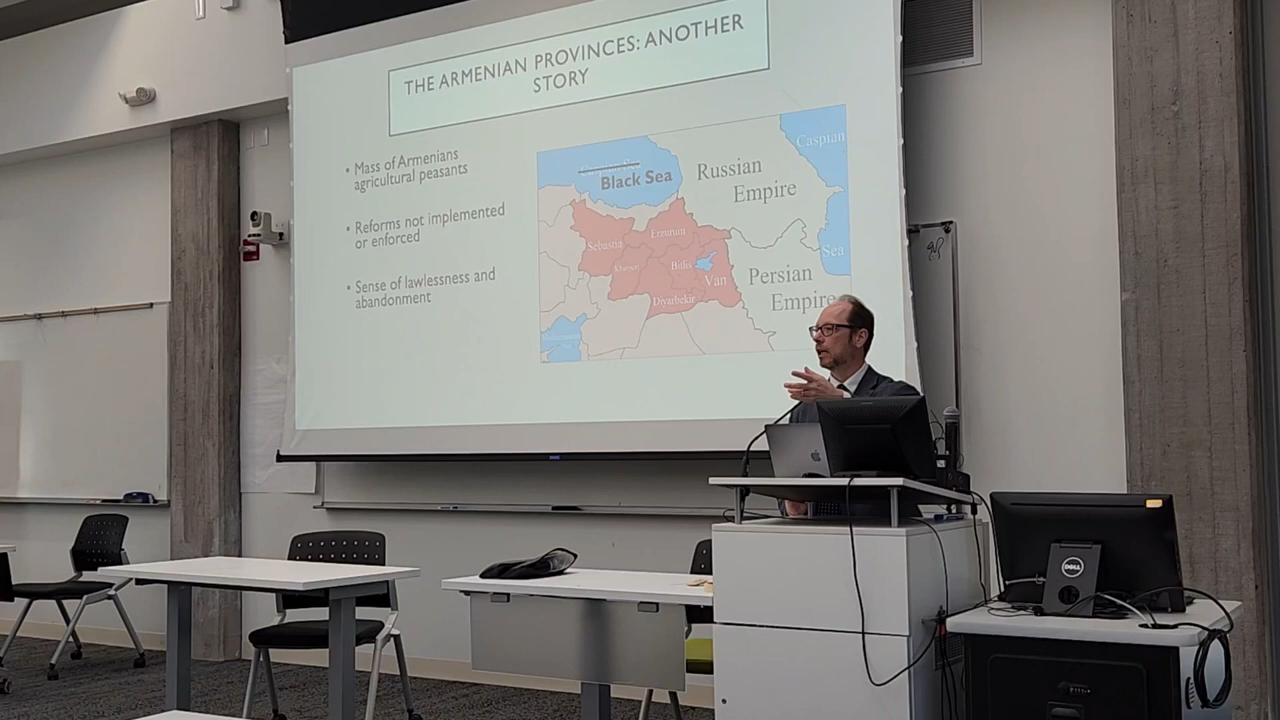 THE ARMENIAN PROVINCES: ANOTHER
STORY
• Mass of Armenians
agricultural peasants
• Reforms not implemented
or enforced
• Sense of lawlessness and
abandonment
Caspian
Black Sea
Russian
Empire
Sebastia
Erzurum
Kharpert
Bitlis
Van
Diyarbekir
Sea
Persian
Empire
DELL